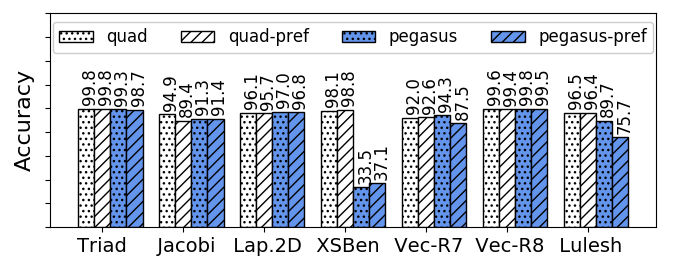 quad quad-pref pegasus pegasus-pref
Accuracy
99.8 99.8 99.3 98.7
94.9 89.4 91.3 91.4
96.1 95.7 97.0 96.8
98.1 98.8 33.5 37.1
92.0 92.6 94.3 87.5
99.6 99.4 99.8 99.5
96.5 96.4 89.7 75.7
Triad Jacobi Lap.2D XSBen Vec-R7 Vec-R8 Lulesh